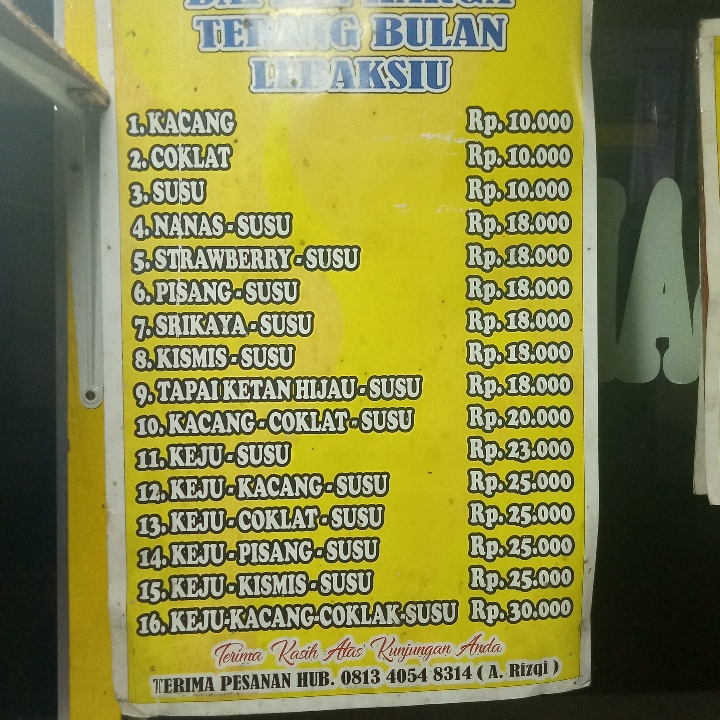 DAFTAR HARGA
TERANG BULAN
LEBAKSIU
1. KACANG Rp. 10.000
2. COKLAT Rp. 10.000
3. SUSU Rp. 10.000
4. NANAS - SUSU Rp. 18.000
5. STRAWBERRY - SUSU Rp. 18.000
6. PISANG - SUSU Rp. 18.000
7. SRIKAYA - SUSU Rp. 18.000
8. KISMIS - SUSU Rp. 18.000
9. TAPAI KETAN HIJAU - SUSU Rp. 18.000
10. KACANG - COKLAT - SUSU Rp. 20.000
11. KEJU - SUSU Rp. 23.000
12. KEJU - KACANG - SUSU Rp. 25.000
13. KEJU - COKLAT - SUSU Rp. 25.000
14. KEJU - PISANG - SUSU Rp. 25.000
15. KEJU - KISMIS - SUSU Rp. 25.000
16. KEJU-KACANG-COKLAK-SUSU Rp. 30.000
Terima Kasih Atas Kunjungan Anda
TERIMA PESANAN HUB. 0813 4054 8314 ( A. Rizqi )